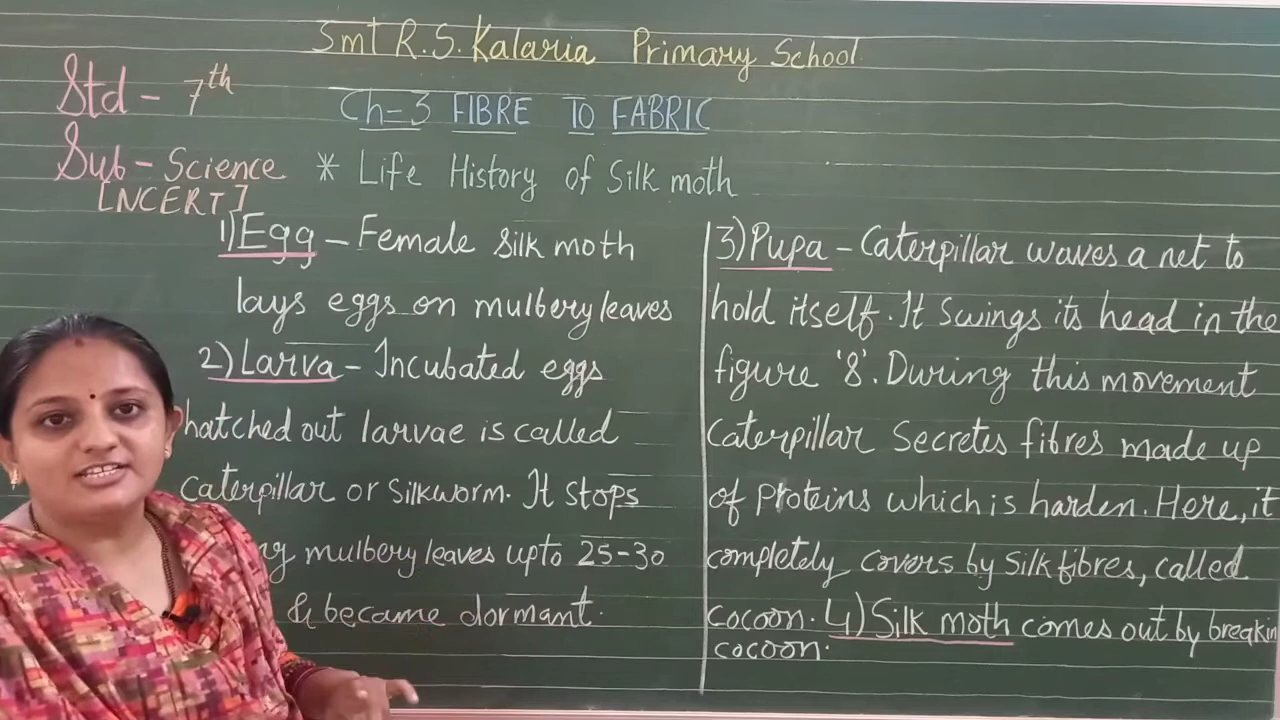 Smt R.S. Kalaria Primary School
Std - 7th
Ch=3 FIBRE TO FABRIC
Sub - Science
[NCERT]
* Life History of Silk moth
1) Egg - Female silk moth
lays eggs on mulbery leaves
2) Larva - Incubated eggs
hatched out larvae is called
caterpillar or silkworm. It stops
mulbery leaves upto 25-30
& became dormant.
3) Pupa - Caterpillar waves a net to
hold itself. It swings its head in the
figure '8'. During this movement
caterpillar secretes fibres made up
of proteins which is harden. Here, it
completely covers by silk fibres, called
cocoon. 4) Silk moth comes out by breakin
cocoon.